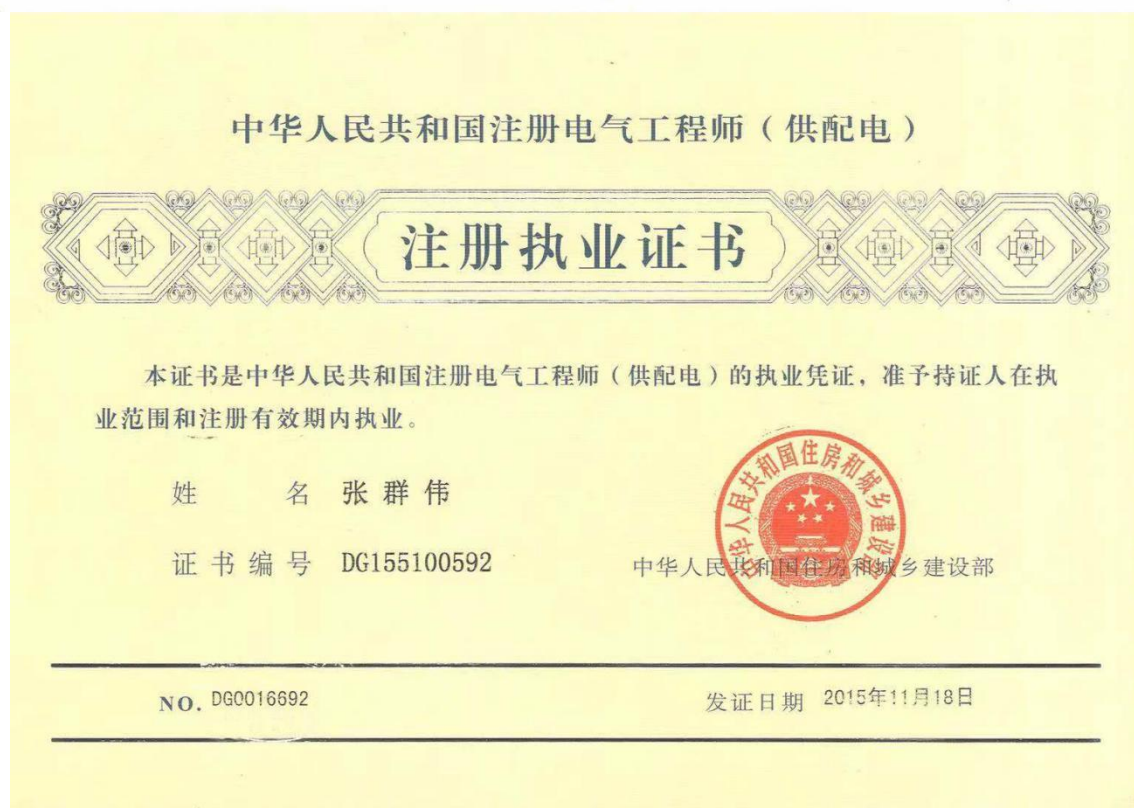 中华人民共和国注册电气工程师（供配电）
注册执业证书
本证书是中华人民共和国注册电气工程师（供配电）的执业凭证，准予持证人在执
业范围和注册有效期内执业。
姓 名 张群伟
中华人民共和国住房和城乡建设部
证书编号 DG155100592
中华人民共和国住房和城乡建设部
NO. DG0016692
发证日期 2015年11月18日